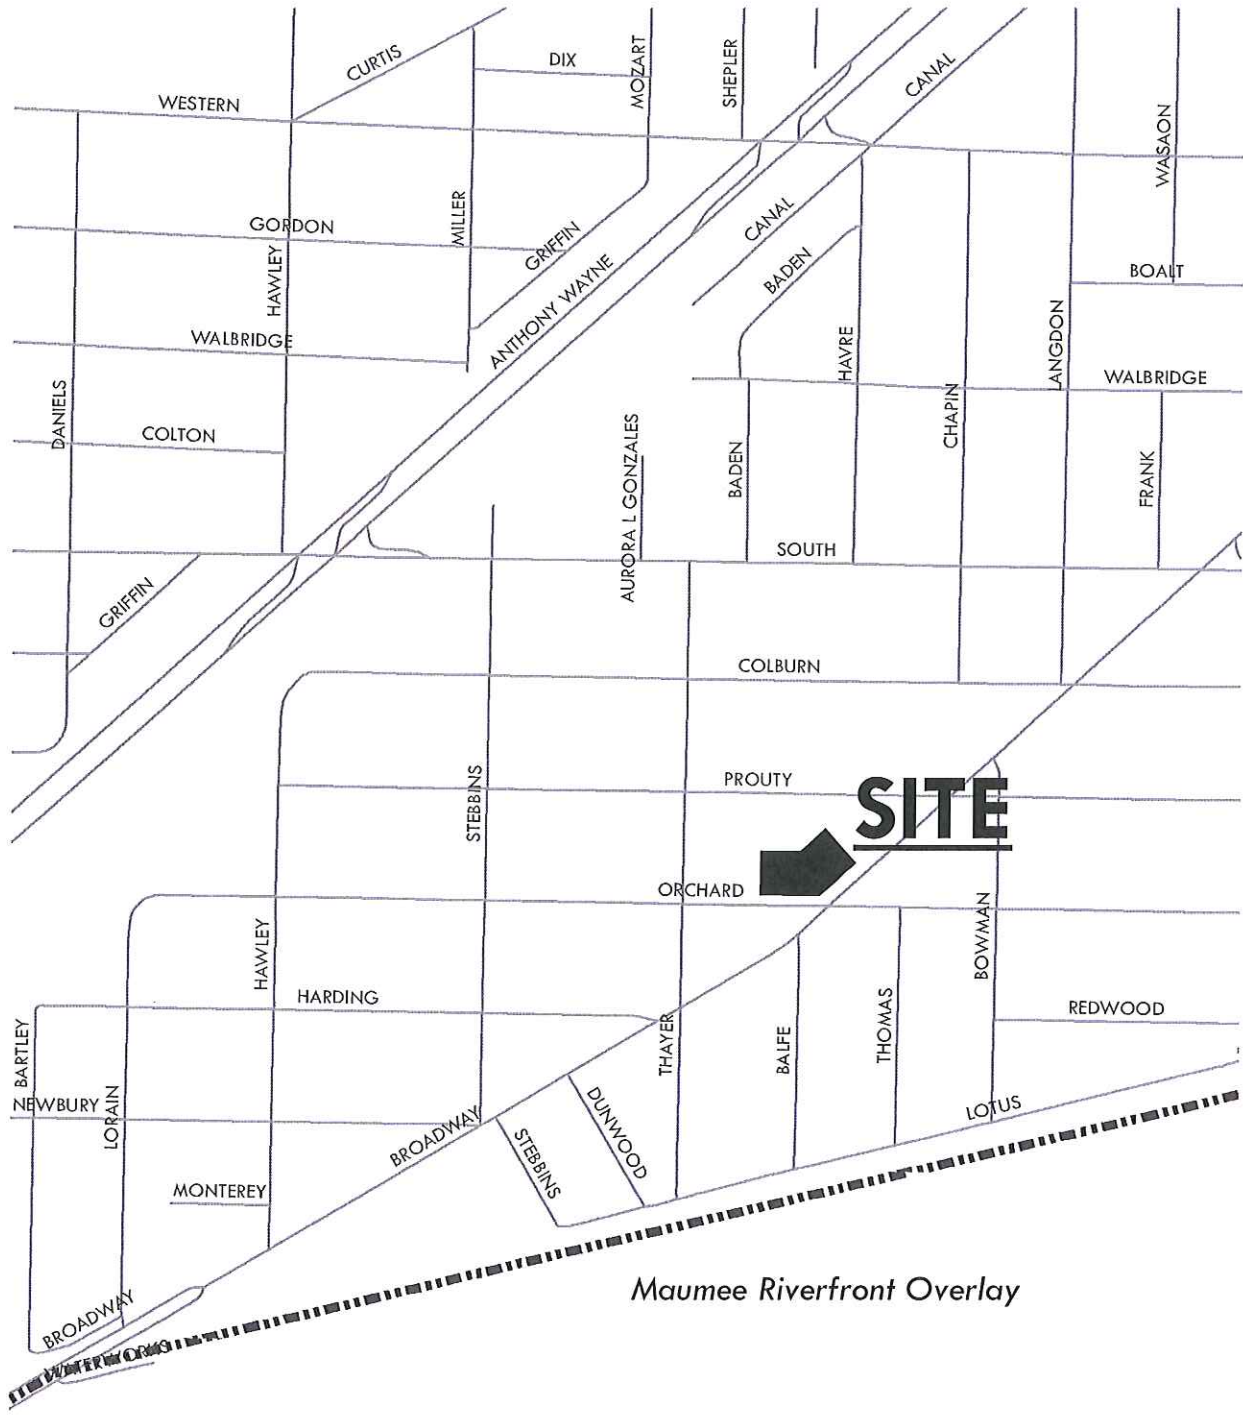 CURTIS
DIX
MOZART
SHEPLER
CANAL
WESTERN
WASAON
GORDON
MILLER
GRIFFIN
CANAL
BADEN
HAWLEY
ANTHONY WAYNE
BOALT
WALBRIDGE
HAVRE
LANGDON
WALBRIDGE
DANIELS
COLTON
AURORA L GONZALES
BADEN
CHAPIN
FRANK
SOUTH
GRIFFIN
COLBURN
STEBBINS
PROUTY
SITE
ORCHARD
HAWLEY
BOWMAN
HARDING
THAYER
BALFE
THOMAS
REDWOOD
BARTLEY
NEWBURY
LORAIN
BROADWAY
DUNWOOD
STEBBINS
LOTUS
MONTEREY
Maumee Riverfront Overlay
BROADWAY
WATERWORKS